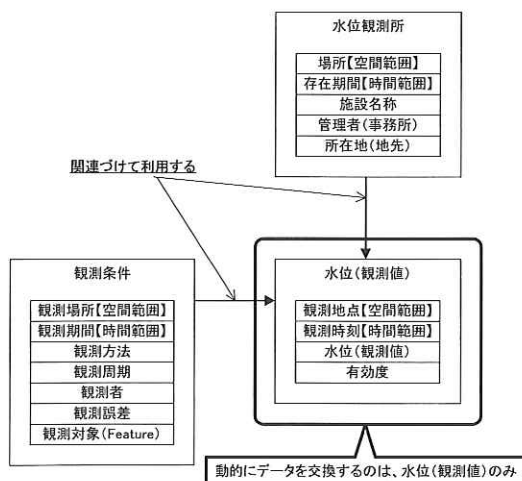 水位観測所
場所【空間範囲】
存在期間【時間範囲】
施設名称
管理者(事務所)
所在地(地先)
関連づけて利用する
観測条件
観測場所【空間範囲】
観測期間【時間範囲】
観測方法
観測周期
観測者
観測誤差
観測対象(Feature)
水位(観測値)
観測地点【空間範囲】
観測時刻【時間範囲】
水位(観測値)
有効度
動的にデータを交換するのは、水位(観測値)のみ